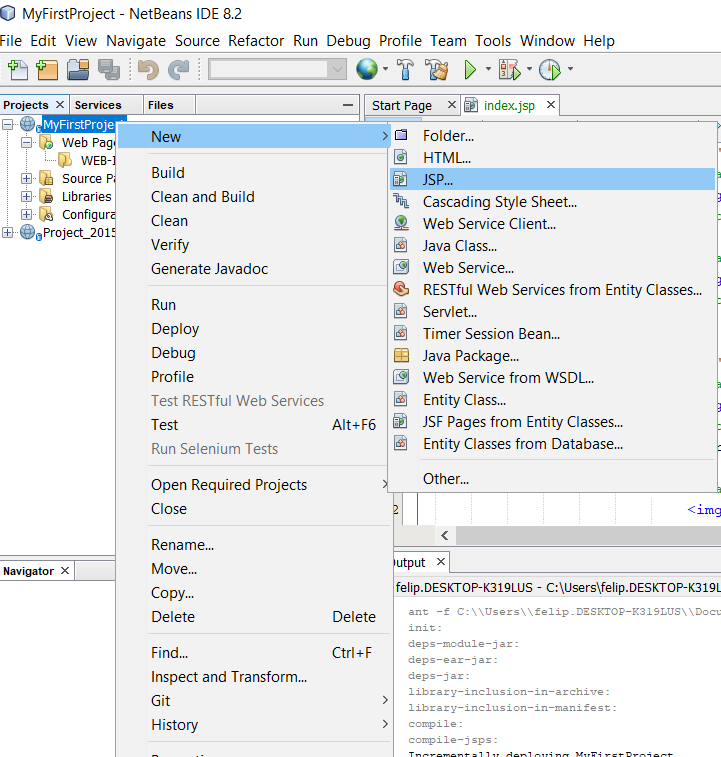 MyFirstProject - NetBeans IDE 8.2
File Edit View Navigate Source Refactor Run Debug Profile Team Tools Window Help
Projects Services Files
Start Page index.jsp
MyFirstProject
Web Pag
WEB-I
Source Pa
Libraries
Configura
Project_2015
New
Build
Clean and Build
Clean
Verify
Generate Javadoc
Run
Deploy
Debug
Profile
Test RESTful Web Services
Test Alt+F6
Run Selenium Tests
Open Required Projects
Close
Rename...
Move...
Copy...
Delete Delete
Find... Ctrl+F
Inspect and Transform...
Git
History
Folder...
HTML...
JSP...
Cascading Style Sheet...
Web Service Client...
Java Class...
Web Service...
RESTful Web Services from Entity Classes...
Servlet...
Timer Session Bean...
Java Package...
Web Service from WSDL...
Entity Class...
JSF Pages from Entity Classes...
Entity Classes from Database...
Other...
2 <img
Navigator
utput
felip.DESKTOP-K319LUS - C:\Users\felip.DESKTOP-K319L
ant -f C:\\Users\\felip.DESKTOP-K319LUS\\Docu
init:
deps-module-jar:
deps-ear-jar:
deps-jar:
library-inclusion-in-archive:
library-inclusion-in-manifest:
compile:
compile-jsps:
Incrementally deploying MyFirstProject